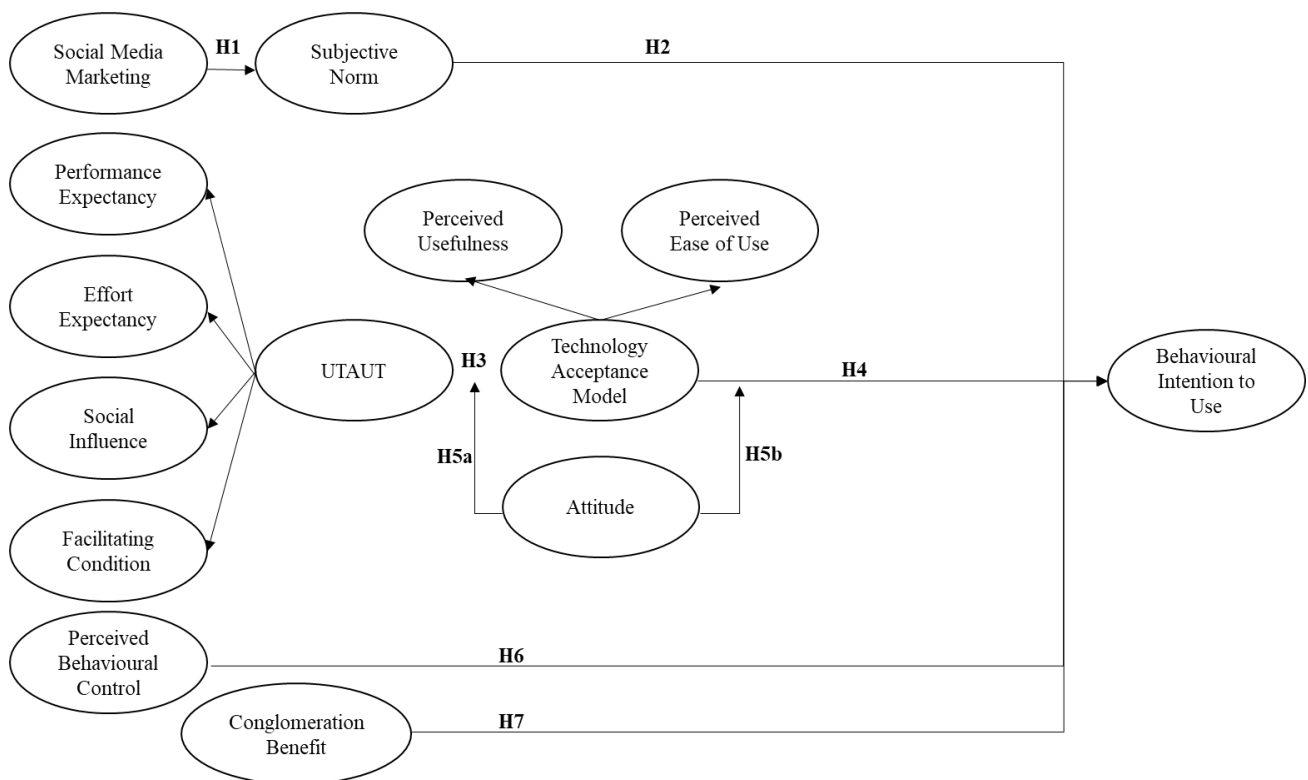 Social Media
Marketing
H1
Subjective
Norm
H2
Performance
Expectancy
Perceived
Usefulness
Perceived
Ease of Use
Effort
Expectancy
UTAUT
H3
Technology
Acceptance
Model
H4
Behavioural
Intention to
Use
Social
Influence
H5a
H5b
Attitude
Facilitating
Condition
Perceived
Behavioural
Control
H6
Conglomeration
Benefit
H7